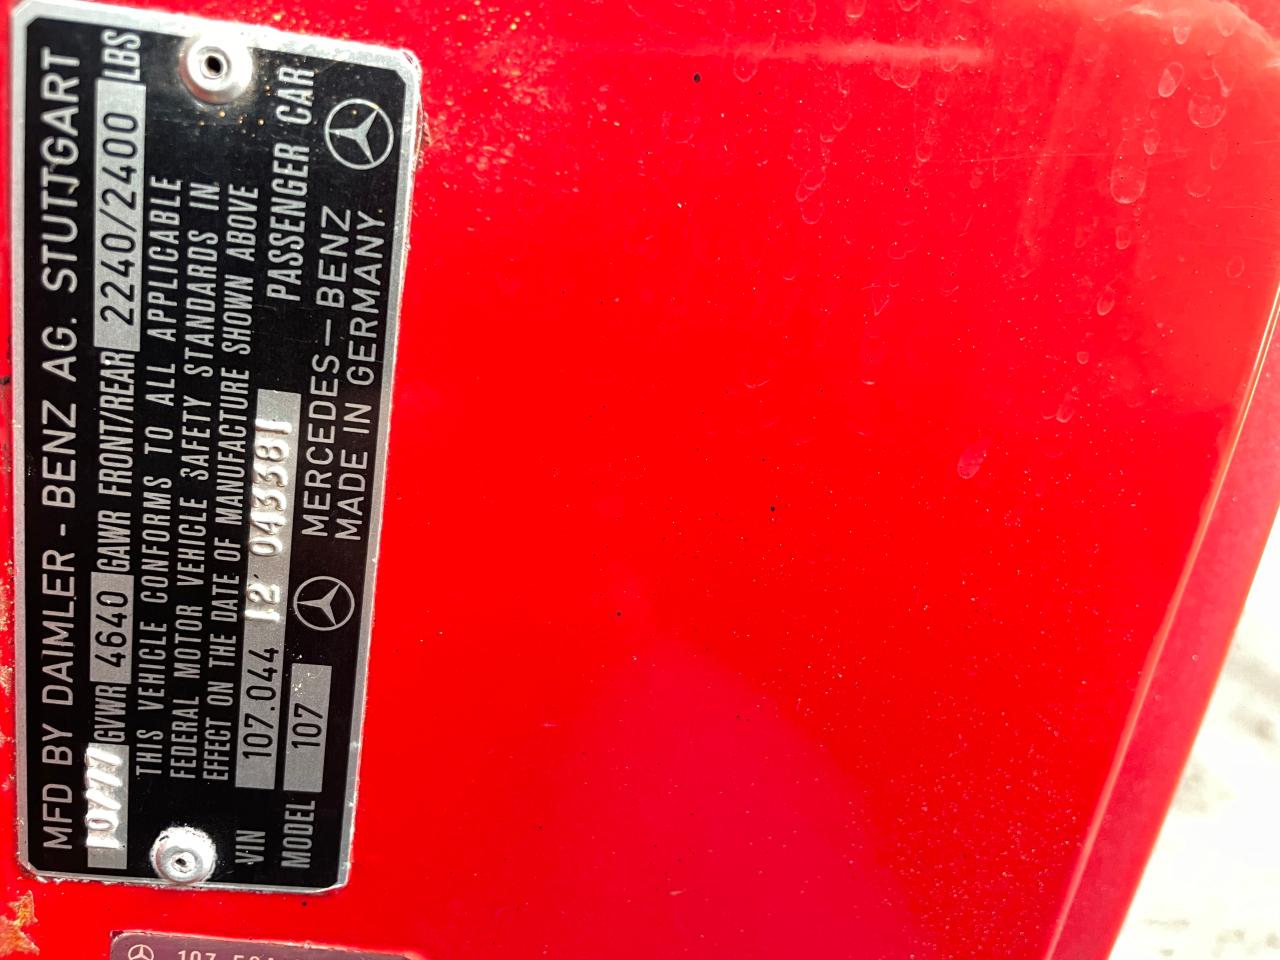 MFD BY DAIMLER - BENZ AG. STUTTGART
10/77 GVWR 4640 GAWR FRONT/REAR 2240/2400 LBS
THIS VEHICLE CONFORMS TO ALL APPLICABLE
FEDERAL MOTOR VEHICLE SAFETY STANDARDS IN
EFFECT ON THE DATE OF MANUFACTURE SHOWN ABOVE
VIN 107.044 12 043381 PASSENGER CAR
MODEL 107 MERCEDES-BENZ
MADE IN GERMANY.
107